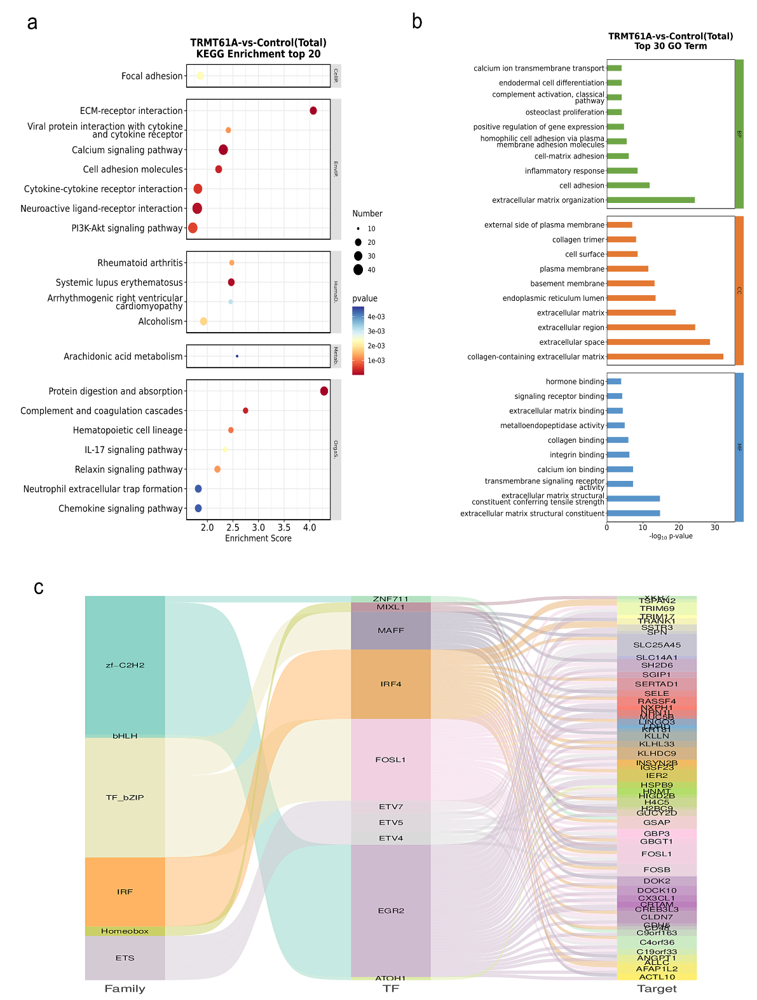 a
TRMT61A-vs-Control(Total)
KEGG Enrichment top 20
Focal adhesion
CellP.
ECM-receptor interaction
Viral protein interaction with cytokine
and cytokine receptor
Calcium signaling pathway
Cell adhesion molecules
Cytokine-cytokine receptor interaction
Neuroactive ligand-receptor interaction
PI3K-Akt signaling pathway
EnvIP.
Rheumatoid arthritis
Systemic lupus erythematosus
Arrhythmogenic right ventricular
cardiomyopathy
Alcoholism
HumaD.
Arachidonic acid metabolism
Metab.
Protein digestion and absorption
Complement and coagulation cascades
Hematopoietic cell lineage
IL-17 signaling pathway
Relaxin signaling pathway
Neutrophil extracellular trap formation
Chemokine signaling pathway
OrgaS.
2.0 2.5 3.0 3.5 4.0
Enrichment Score
Number
10
20
30
40
pvalue
4e-03
3e-03
2e-03
1e-03
b
TRMT61A-vs-Control(Total)
Top 30 GO Term
calcium ion transmembrane transport
endodermal cell differentiation
complement activation, classical
pathway
osteoclast proliferation
positive regulation of gene expression
homophilic cell adhesion via plasma
membrane adhesion molecules
cell-matrix adhesion
inflammatory response
cell adhesion
extracellular matrix organization
BP
external side of plasma membrane
collagen trimer
cell surface
plasma membrane
basement membrane
endoplasmic reticulum lumen
extracellular matrix
extracellular region
extracellular space
collagen-containing extracellular matrix
CC
hormone binding
signaling receptor binding
extracellular matrix binding
metalloendopeptidase activity
collagen binding
integrin binding
calcium ion binding
transmembrane signaling receptor
activity
extracellular matrix structural
constituent conferring tensile strength
extracellular matrix structural constituent
MF
0 10 20 30
-log10 p-value
c
zf-C2H2
bHLH
TF_bZIP
IRF
Homeobox
ETS
Family
ZNF711
MIXL1
MAFF
IRF4
FOSL1
ETV7
ETV5
ETV4
EGR2
ATOH1
TF
TSPAN2
TRIM69
TRIM17
TRANK1
SSTR3
SPN
SLC25A45
SLC14A1
SH2D6
SGIP1
SERTAD1
SELE
RASSF4
NXPH1
NPN1L
MUC5B
LINGO3
KRT81
KLLN
KLHL33
KLHDC9
INSYN2B
IGSF23
IER2
HSPB9
HNMT
HIGD2B
H4C5
H2BC9
GUCY2D
GSAP
GBP3
GBGT1
FOSL1
FOSB
DOK2
DOCK10
CX3CL1
CRTAM
CREB3L3
CLDN7
CDH5
CD48
C9orf163
C4orf36
C19orf33
ANGPT1
ALLC
AFAP1L2
ACTL10
Target